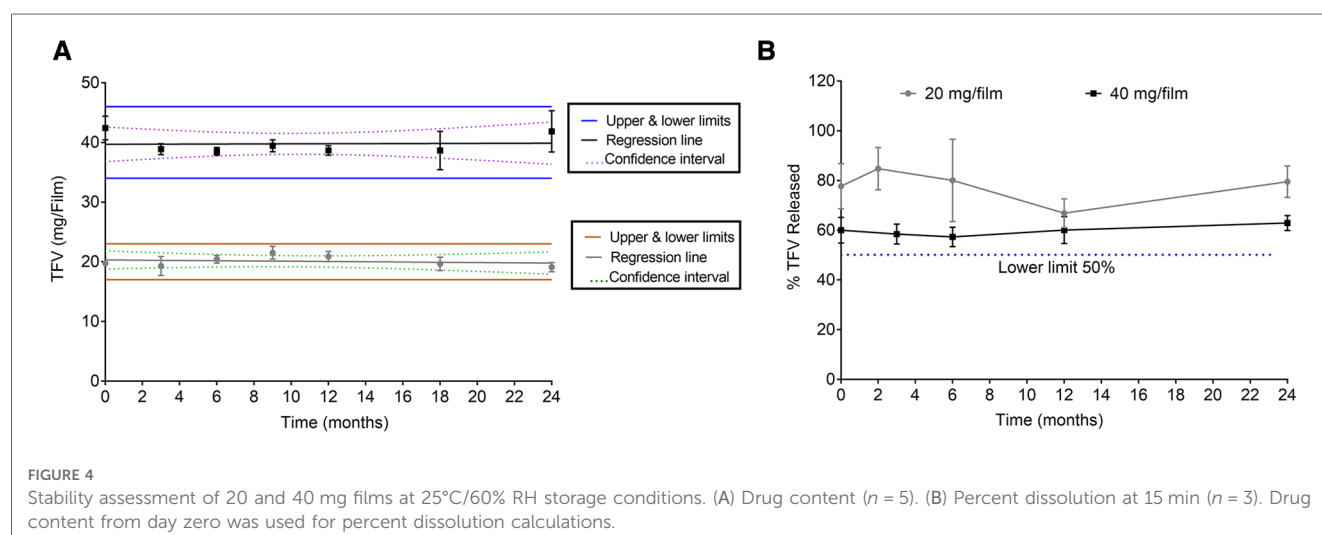 A
TFV (mg/Film)
50
40
30
20
10
0
0 2 4 6 8 10 12 14 16 18 20 22 24
Time (months)
Upper & lower limits
Regression line
Confidence interval
Upper & lower limits
Regression line
Confidence interval
B
% TFV Released
120
100
80
60
40
20
0
20 mg/film 40 mg/film
Lower limit 50%
0 2 4 6 8 10 12 14 16 18 20 22 24
Time (months)
FIGURE 4
Stability assessment of 20 and 40 mg films at 25°C/60% RH storage conditions. (A) Drug content (n = 5). (B) Percent dissolution at 15 min (n = 3). Drug
content from day zero was used for percent dissolution calculations.